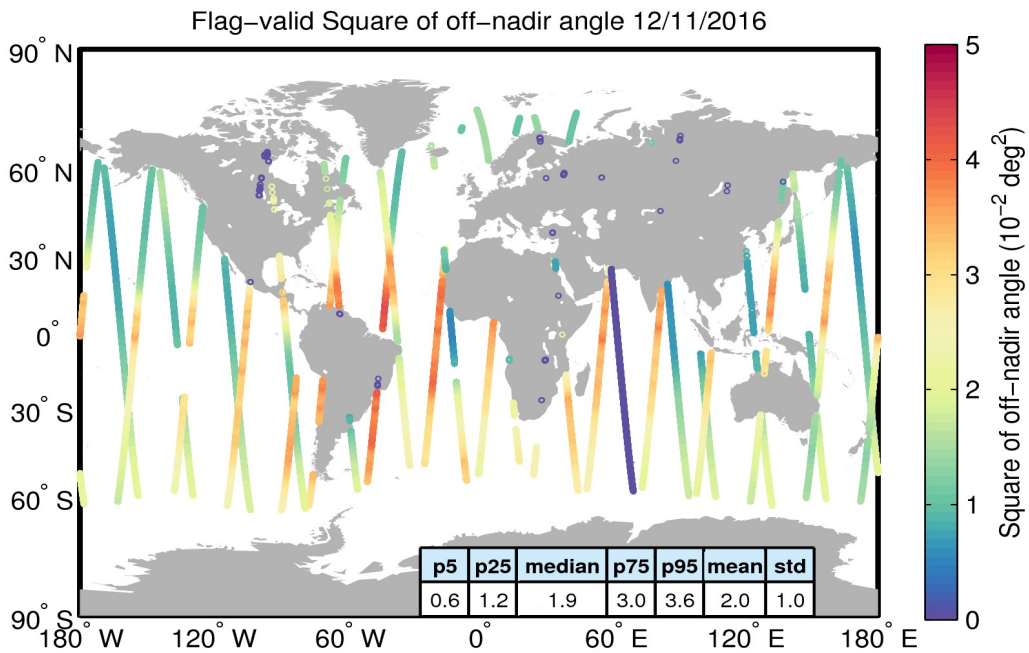 Flag−valid Square of off−nadir angle 12/11/2016
90° N
60° N
30° N
0°
30° S
60° S
90° S
180° W
120° W
60° W
0°
60° E
120° E
180° E
p5 p25 median p75 p95 mean std
0.6 1.2 1.9 3.0 3.6 2.0 1.0
5
4
3
2
1
0
Square of off−nadir angle (10⁻² deg²)